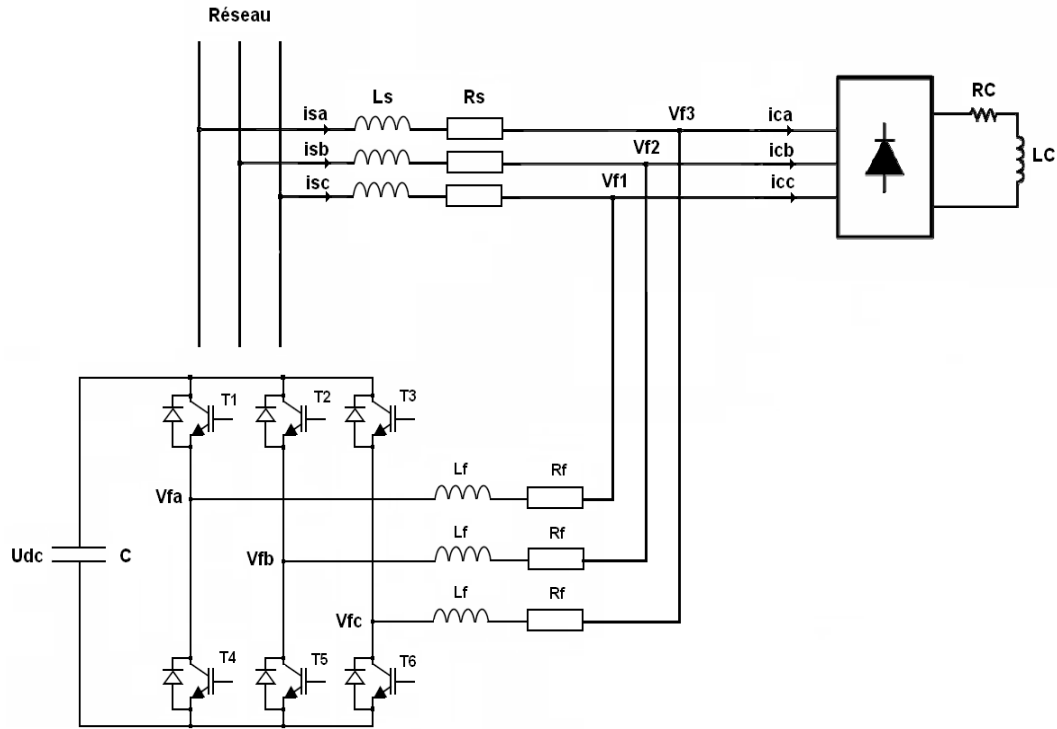 Réseau
isa Ls Rs Vf3 ica RC
isb Vf2 icb LC
isc Vf1 icc
T1 T2 T3
Vfa Lf Rf
Udc C Vfb Lf Rf
Vfc Lf Rf
T4 T5 T6